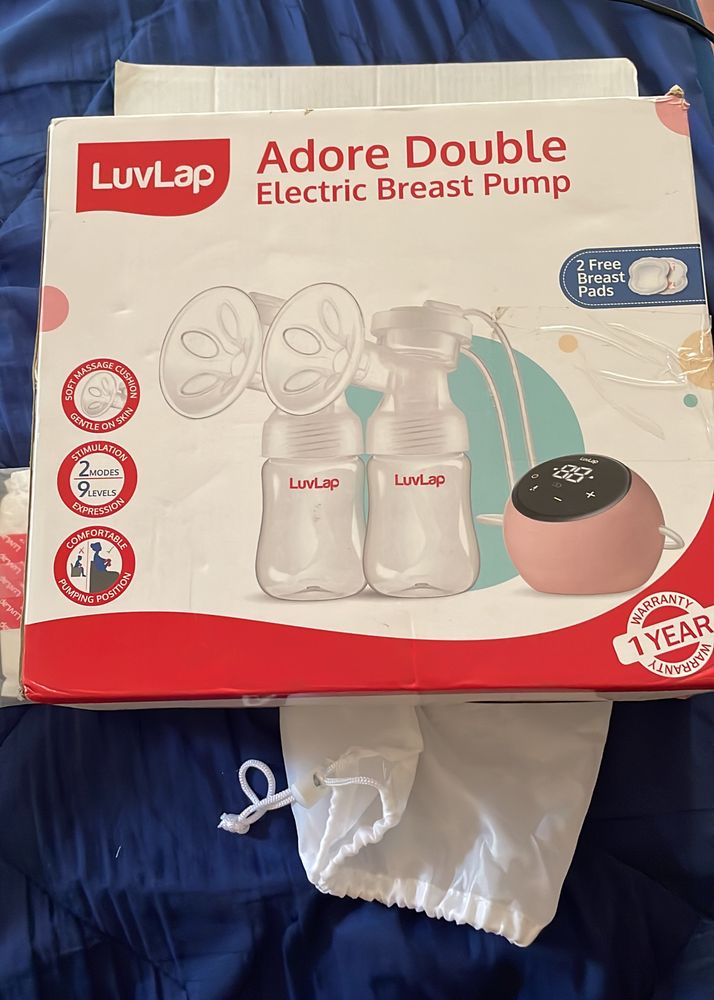 LuvLap
Adore Double
Electric Breast Pump
2 Free
Breast
Pads
SOFT MASSAGE CUSHION
GENTLE ON SKIN
STIMULATION
2 MODES
9 LEVELS
EXPRESSION
COMFORTABLE
PUMPING POSITION
LuvLap
LuvLap
LuvLap
88
WARRANTY
1 YEAR
WARRANTY